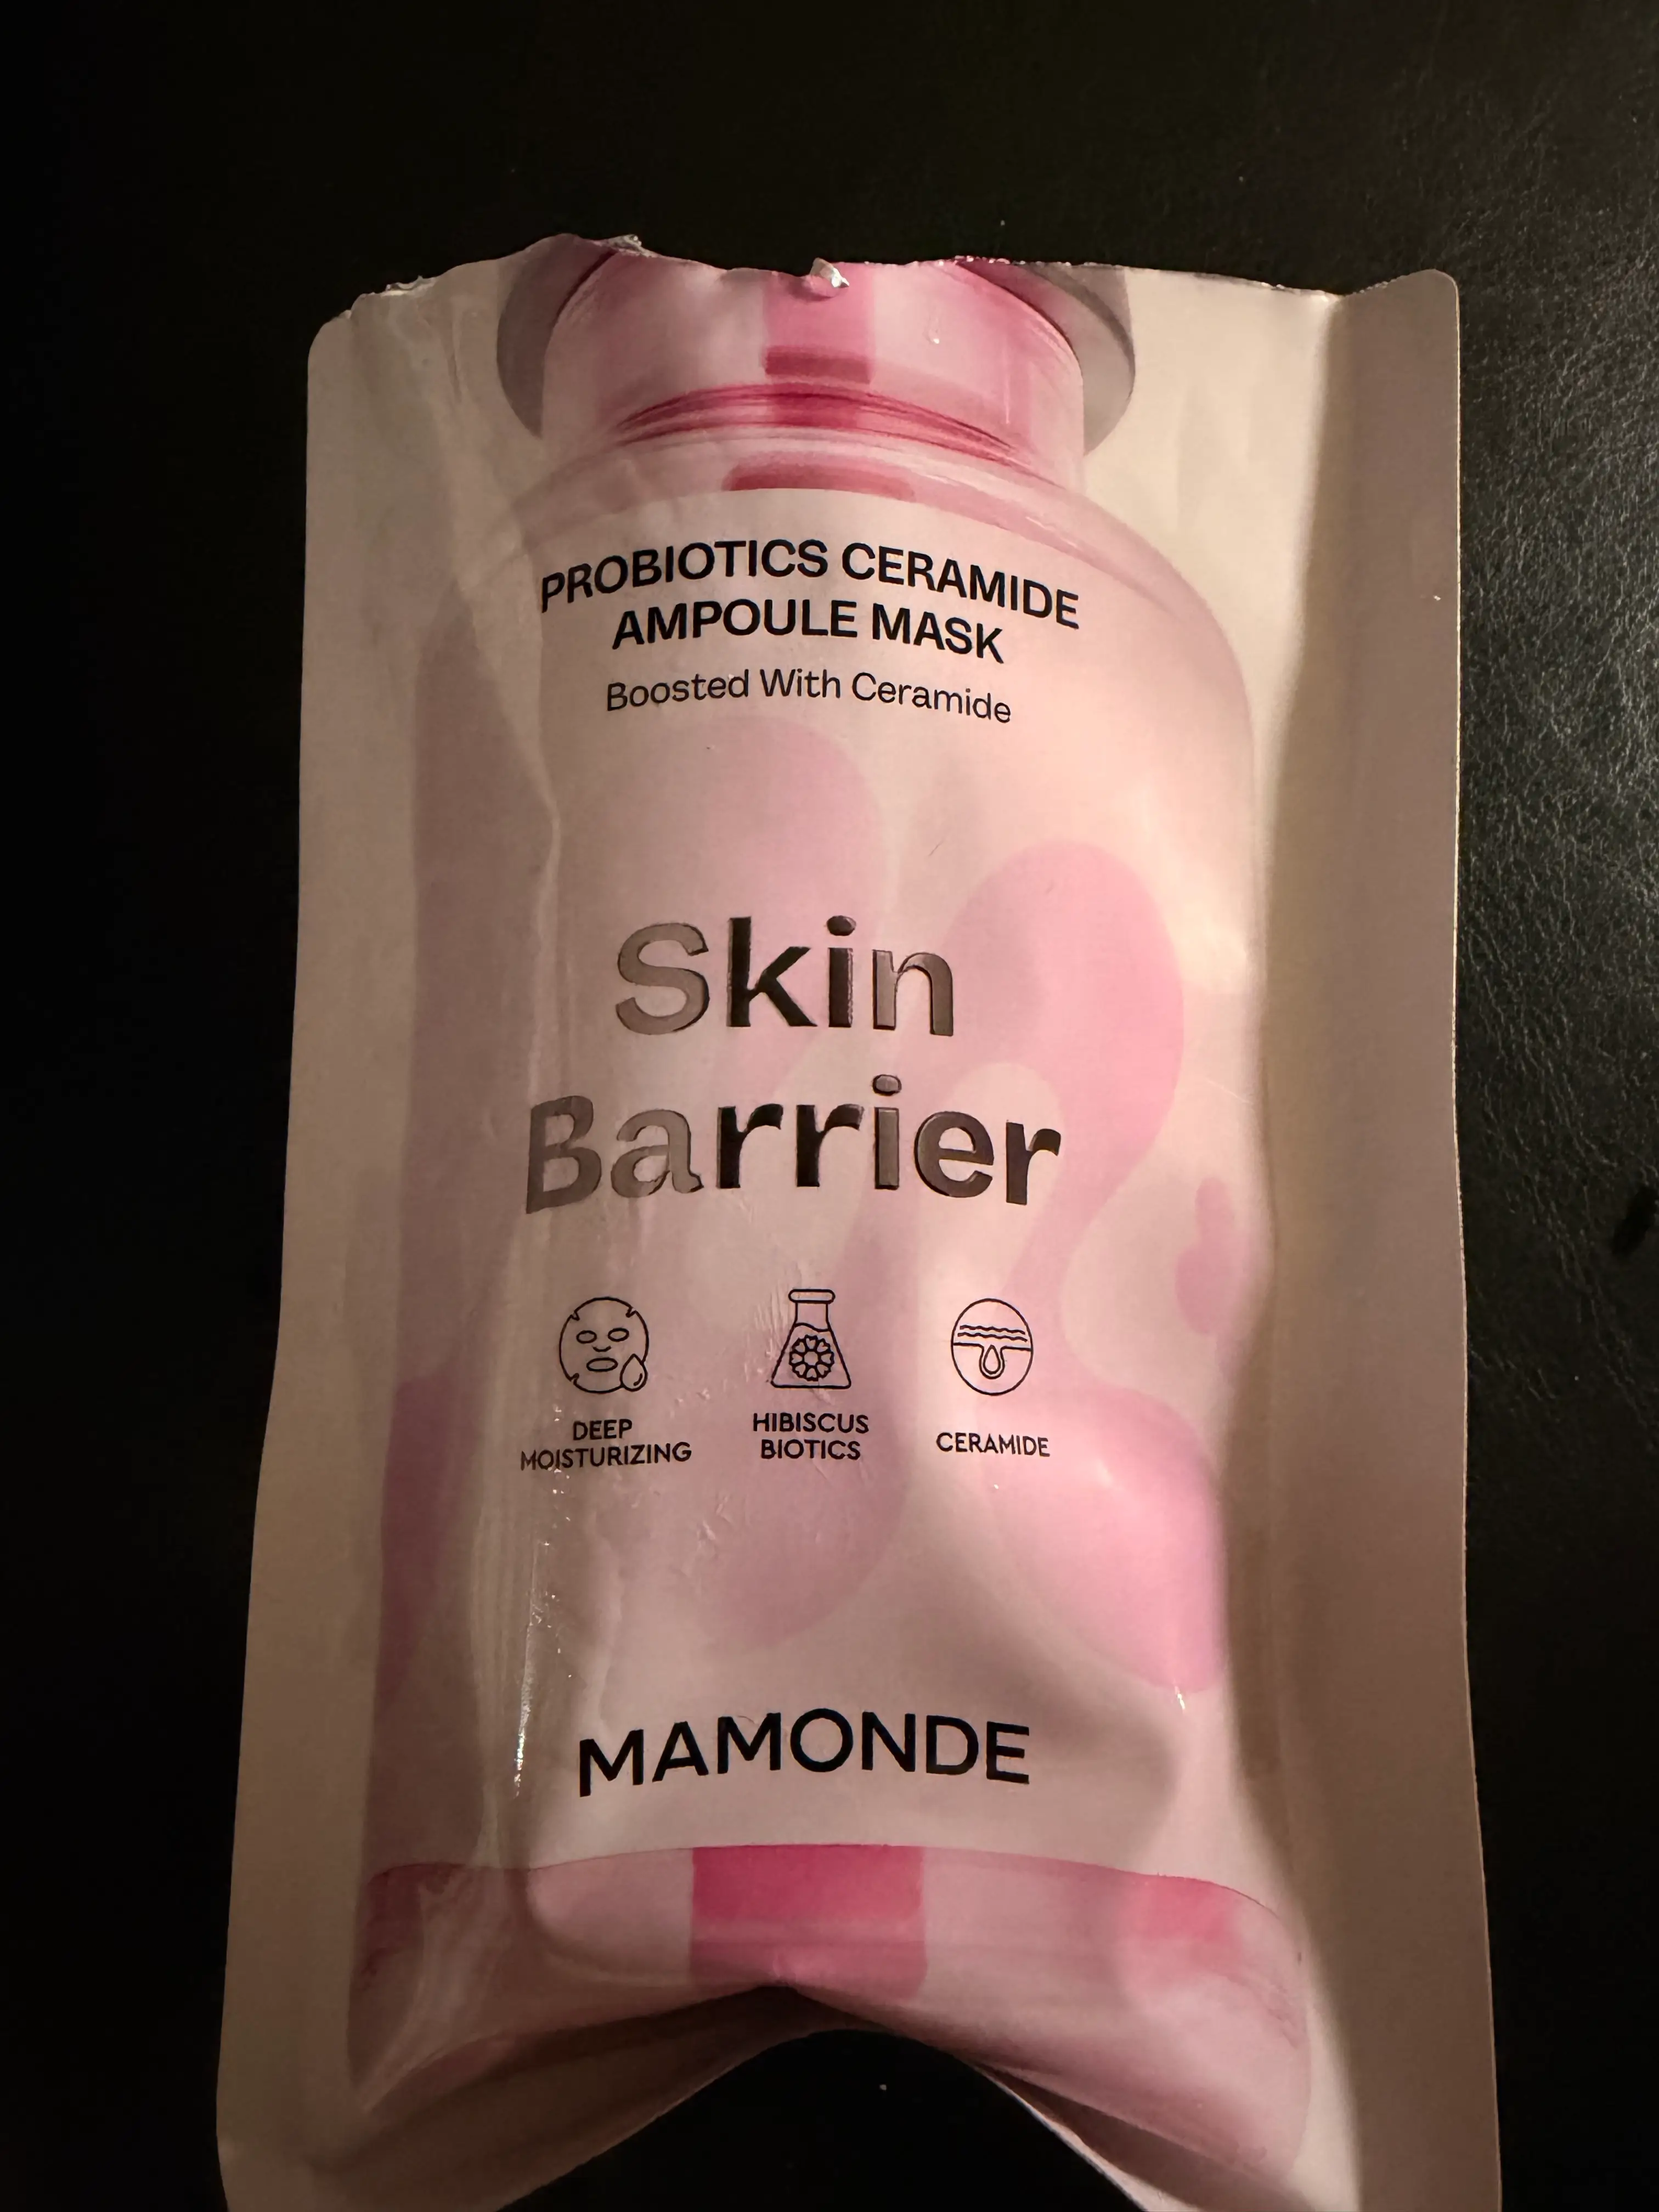 PROBIOTICS CERAMIDE
AMPOULE MASK
Boosted With Ceramide
Skin
Barrier
DEEP
MOISTURIZING
HIBISCUS
BIOTICS
CERAMIDE
MAMONDE